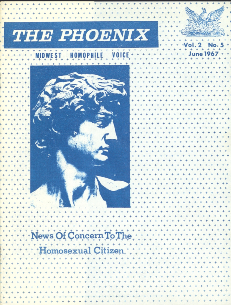 THE PHOENIX
Vol. 2 No. 5
June 1967
MIDWEST HOMOPHILE VOICE
News Of Concern To The
Homosexual Citizen